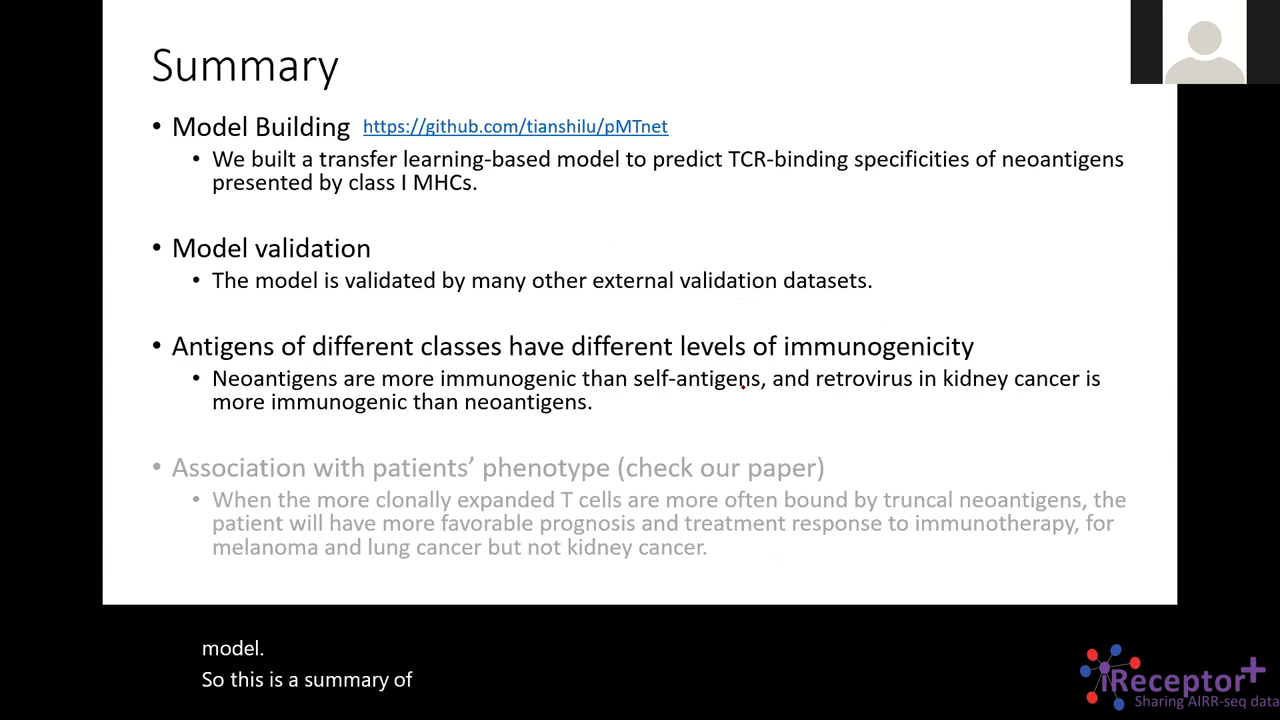 Summary
• Model Building https://github.com/tianshilu/pMTnet
• We built a transfer learning-based model to predict TCR-binding specificities of neoantigens
presented by class I MHCs.
• Model validation
• The model is validated by many other external validation datasets.
• Antigens of different classes have different levels of immunogenicity
• Neoantigens are more immunogenic than self-antigens, and retrovirus in kidney cancer is
more immunogenic than neoantigens.
• Association with patients’ phenotype (check our paper)
• When the more clonally expanded T cells are more often bound by truncal neoantigens, the
patient will have more favorable prognosis and treatment response to immunotherapy, for
melanoma and lung cancer but not kidney cancer.
model.
So this is a summary of
iReceptor+
Sharing AIRR-seq data